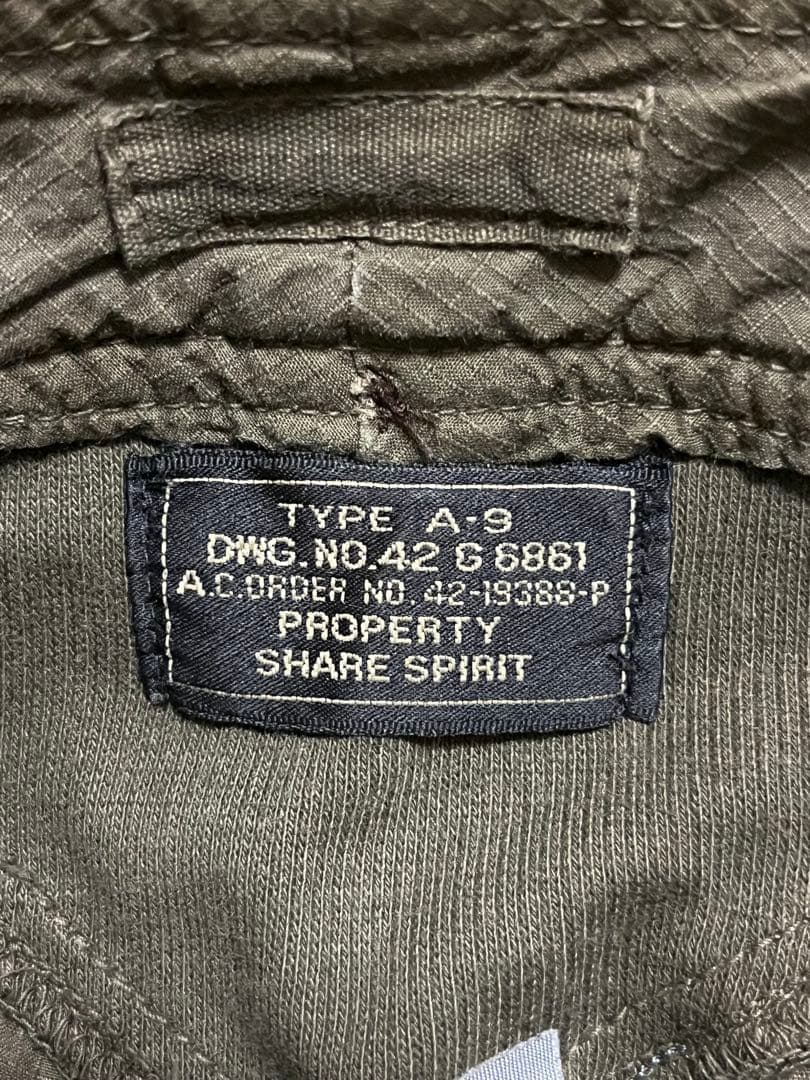 TYPE A-9
DWG.NO.42 G 6861
A.C.ORDER NO. 42-19388-P
PROPERTY
SHARE SPIRIT